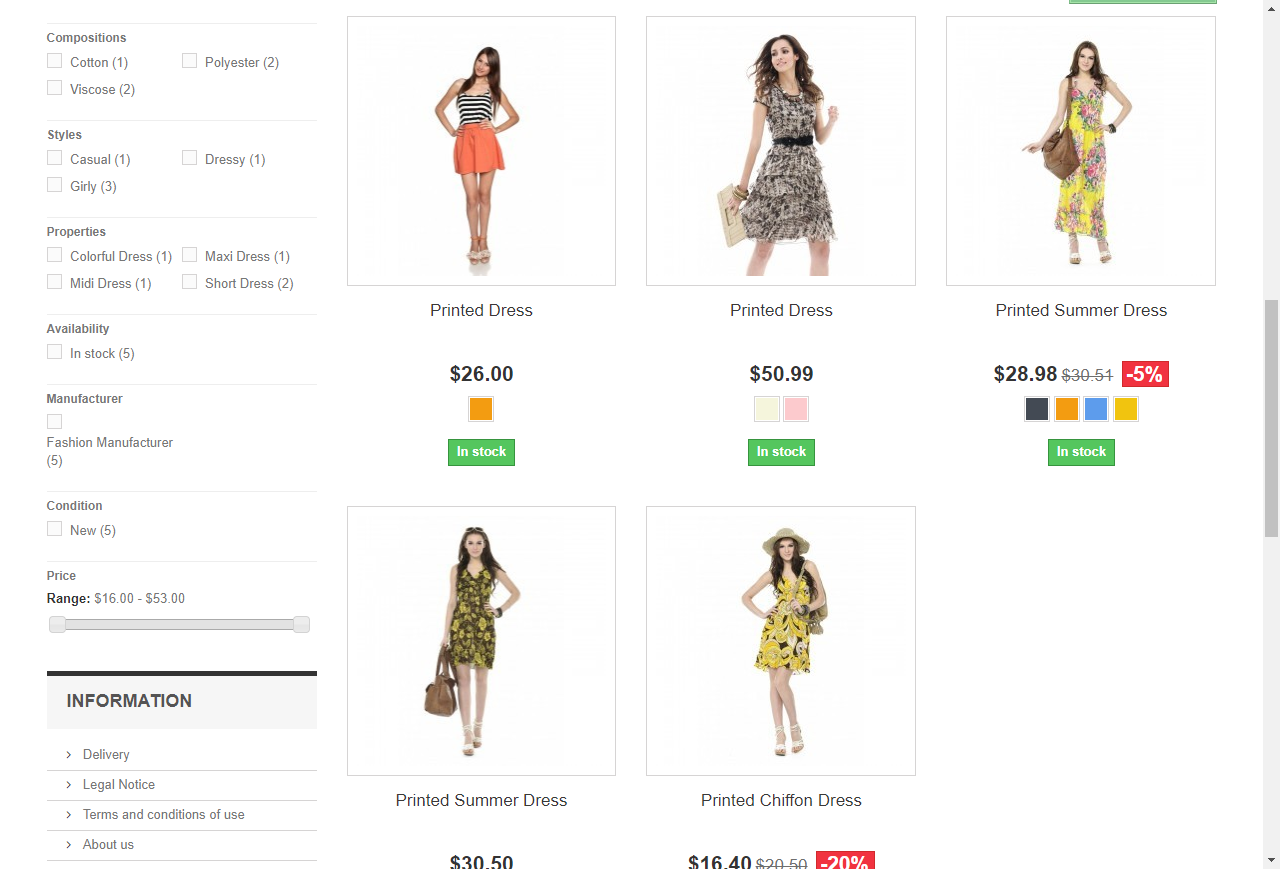 Compositions
Cotton (1)
Polyester (2)
Viscose (2)
Styles
Casual (1)
Dressy (1)
Girly (3)
Properties
Colorful Dress (1)
Maxi Dress (1)
Midi Dress (1)
Short Dress (2)
Availability
In stock (5)
Manufacturer
Fashion Manufacturer
(5)
Condition
New (5)
Price
Range: $16.00 - $53.00
INFORMATION
Delivery
Legal Notice
Terms and conditions of use
About us
Printed Dress
$26.00
In stock
Printed Dress
$50.99
In stock
Printed Summer Dress
$28.98 $30.51 -5%
In stock
Printed Summer Dress
$30.50
Printed Chiffon Dress
$16.40 $20.50 -20%